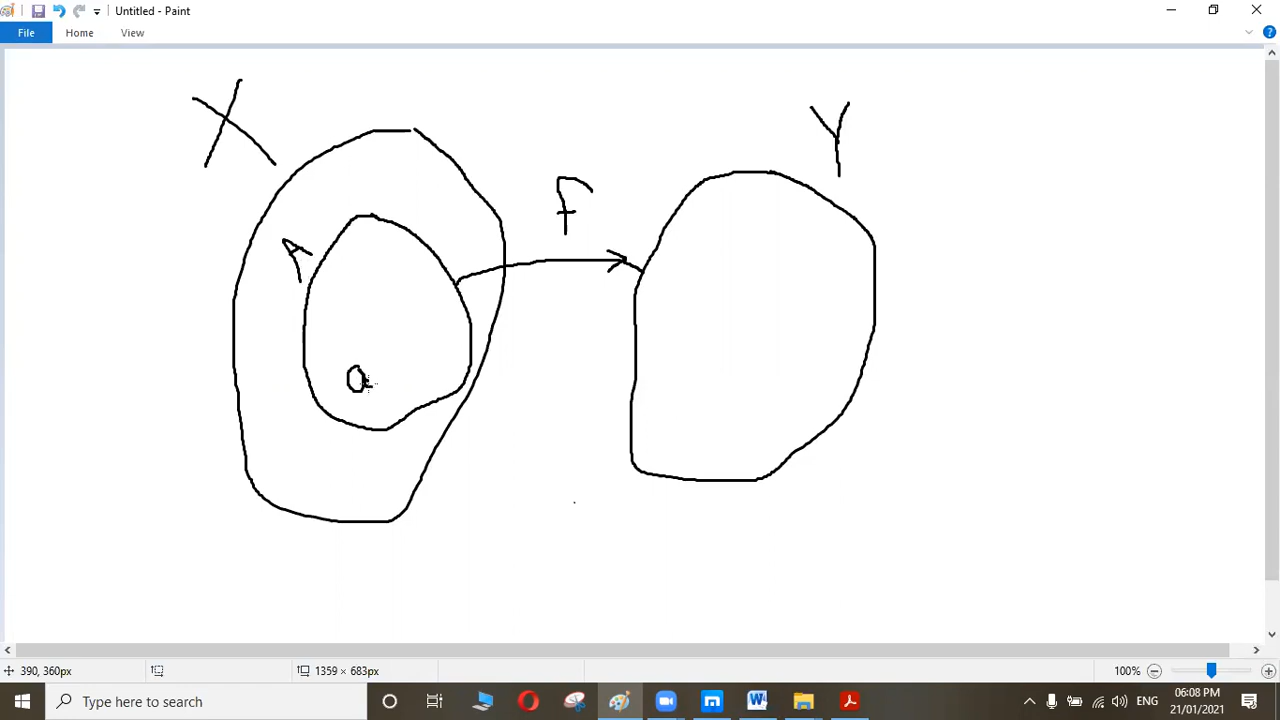 Untitled - Paint
File Home View
X
Y
F
A
a
390, 360px
1359 × 683px
100%
Type here to search
ENG
06:08 PM
21/01/2021